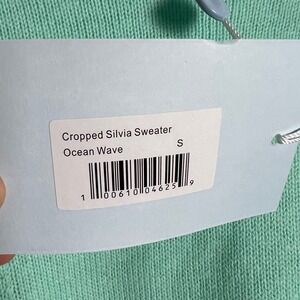 Cropped Silvia Sweater
Ocean Wave S
1 00610 04625 9